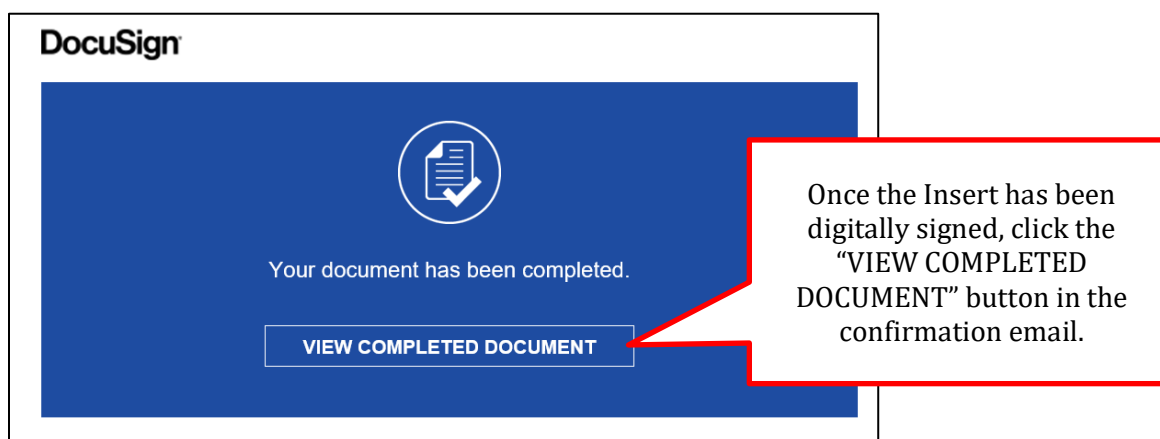 DocuSign
Your document has been completed.
VIEW COMPLETED DOCUMENT
Once the Insert has been
digitally signed, click the
“VIEW COMPLETED
DOCUMENT” button in the
confirmation email.